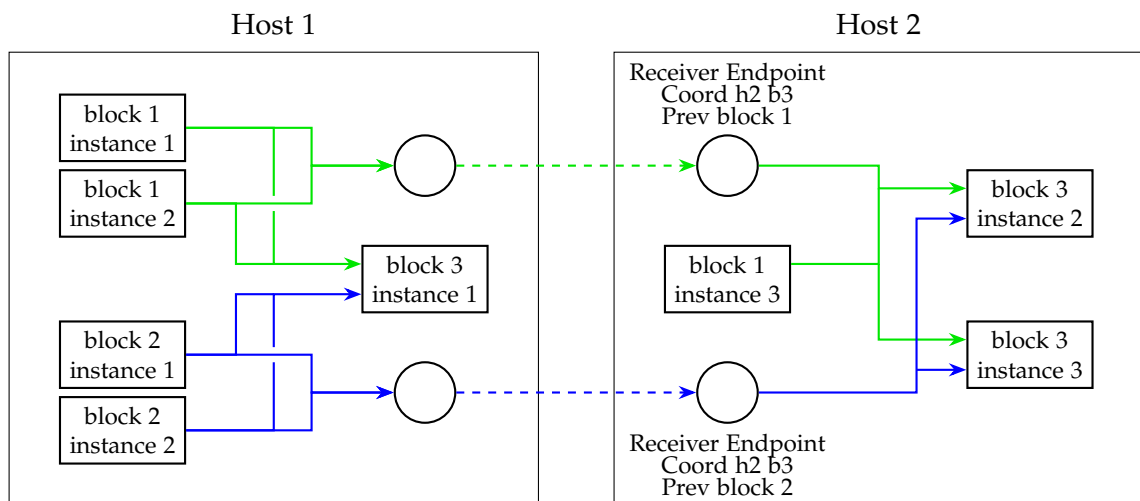 Host 1
block 1
instance 1
block 1
instance 2
block 3
instance 1
block 2
instance 1
block 2
instance 2
Host 2
Receiver Endpoint
Coord h2 b3
Prev block 1
block 3
instance 2
block 1
instance 3
block 3
instance 3
Receiver Endpoint
Coord h2 b3
Prev block 2